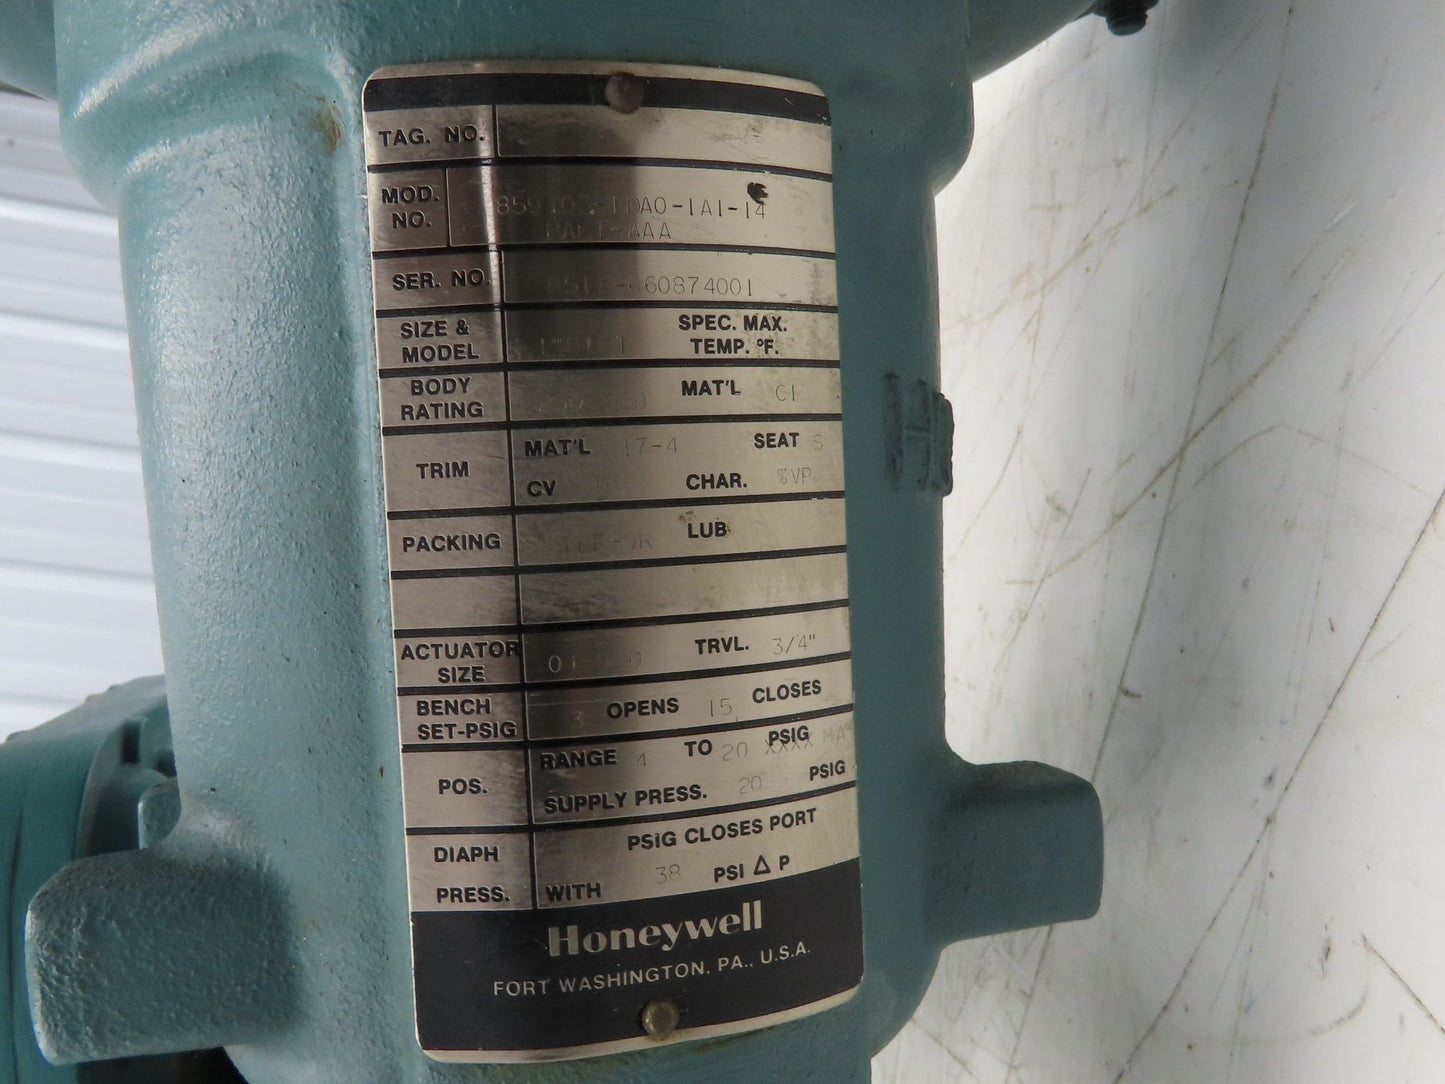 TAG. NO.
MOD. NO.
SER. NO.
SIZE & MODEL SPEC. MAX. TEMP. °F.
BODY RATING MAT'L CI
TRIM MAT'L 17-4 SEAT S
CV CHAR. %VP
PACKING LUB
ACTUATOR SIZE TRVL. 3/4"
BENCH SET-PSIG 3 OPENS 15 CLOSES
POS. RANGE 4 TO 20 PSIG XXXX MA
SUPPLY PRESS. 20 PSIG
DIAPH PRESS. PSIG CLOSES PORT
WITH 38 PSI Δ P
Honeywell
FORT WASHINGTON, PA., U.S.A.